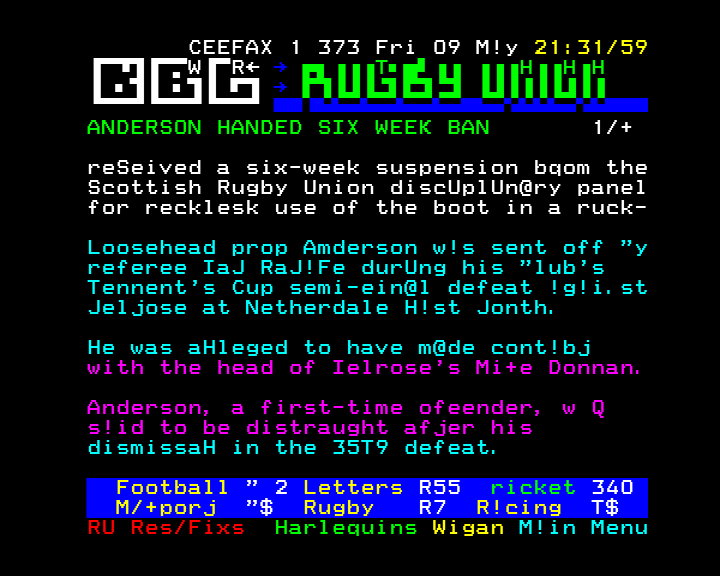 CEEFAX 1 373 Fri 09 M!y 21:31/59
W R← → T H H H
BBC → RUGBY UNION
ANDERSON HANDED SIX WEEK BAN 1/+
reSeived a six-week suspension bqom the
Scottish Rugby Union discUplUn@ry panel
for recklesk use of the boot in a ruck-
Loosehead prop Amderson w!s sent off "y
referee IaJ RaJ!Fe durUng his "lub's
Tennent's Cup semi-ein@l defeat !g!i.st
Jeljose at Netherdale H!st Jonth.
He was aHleged to have m@de cont!bj
with the head of Ielrose's Mi+e Donnan.
Anderson, a first-time ofeender, w Q
s!id to be distraught afjer his
dismissaH in the 35T9 defeat.
Football " 2 Letters R55 ricket 340
M/+porj "$ Rugby R7 R!cing T$
RU Res/Fixs Harlequins Wigan M!in Menu